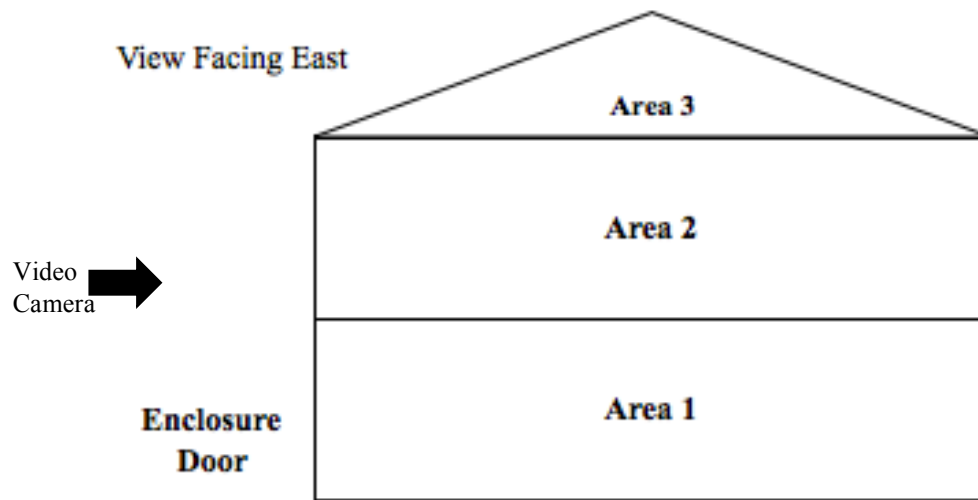 View Facing East
Area 3
Area 2
Video
Camera
Area 1
Enclosure
Door